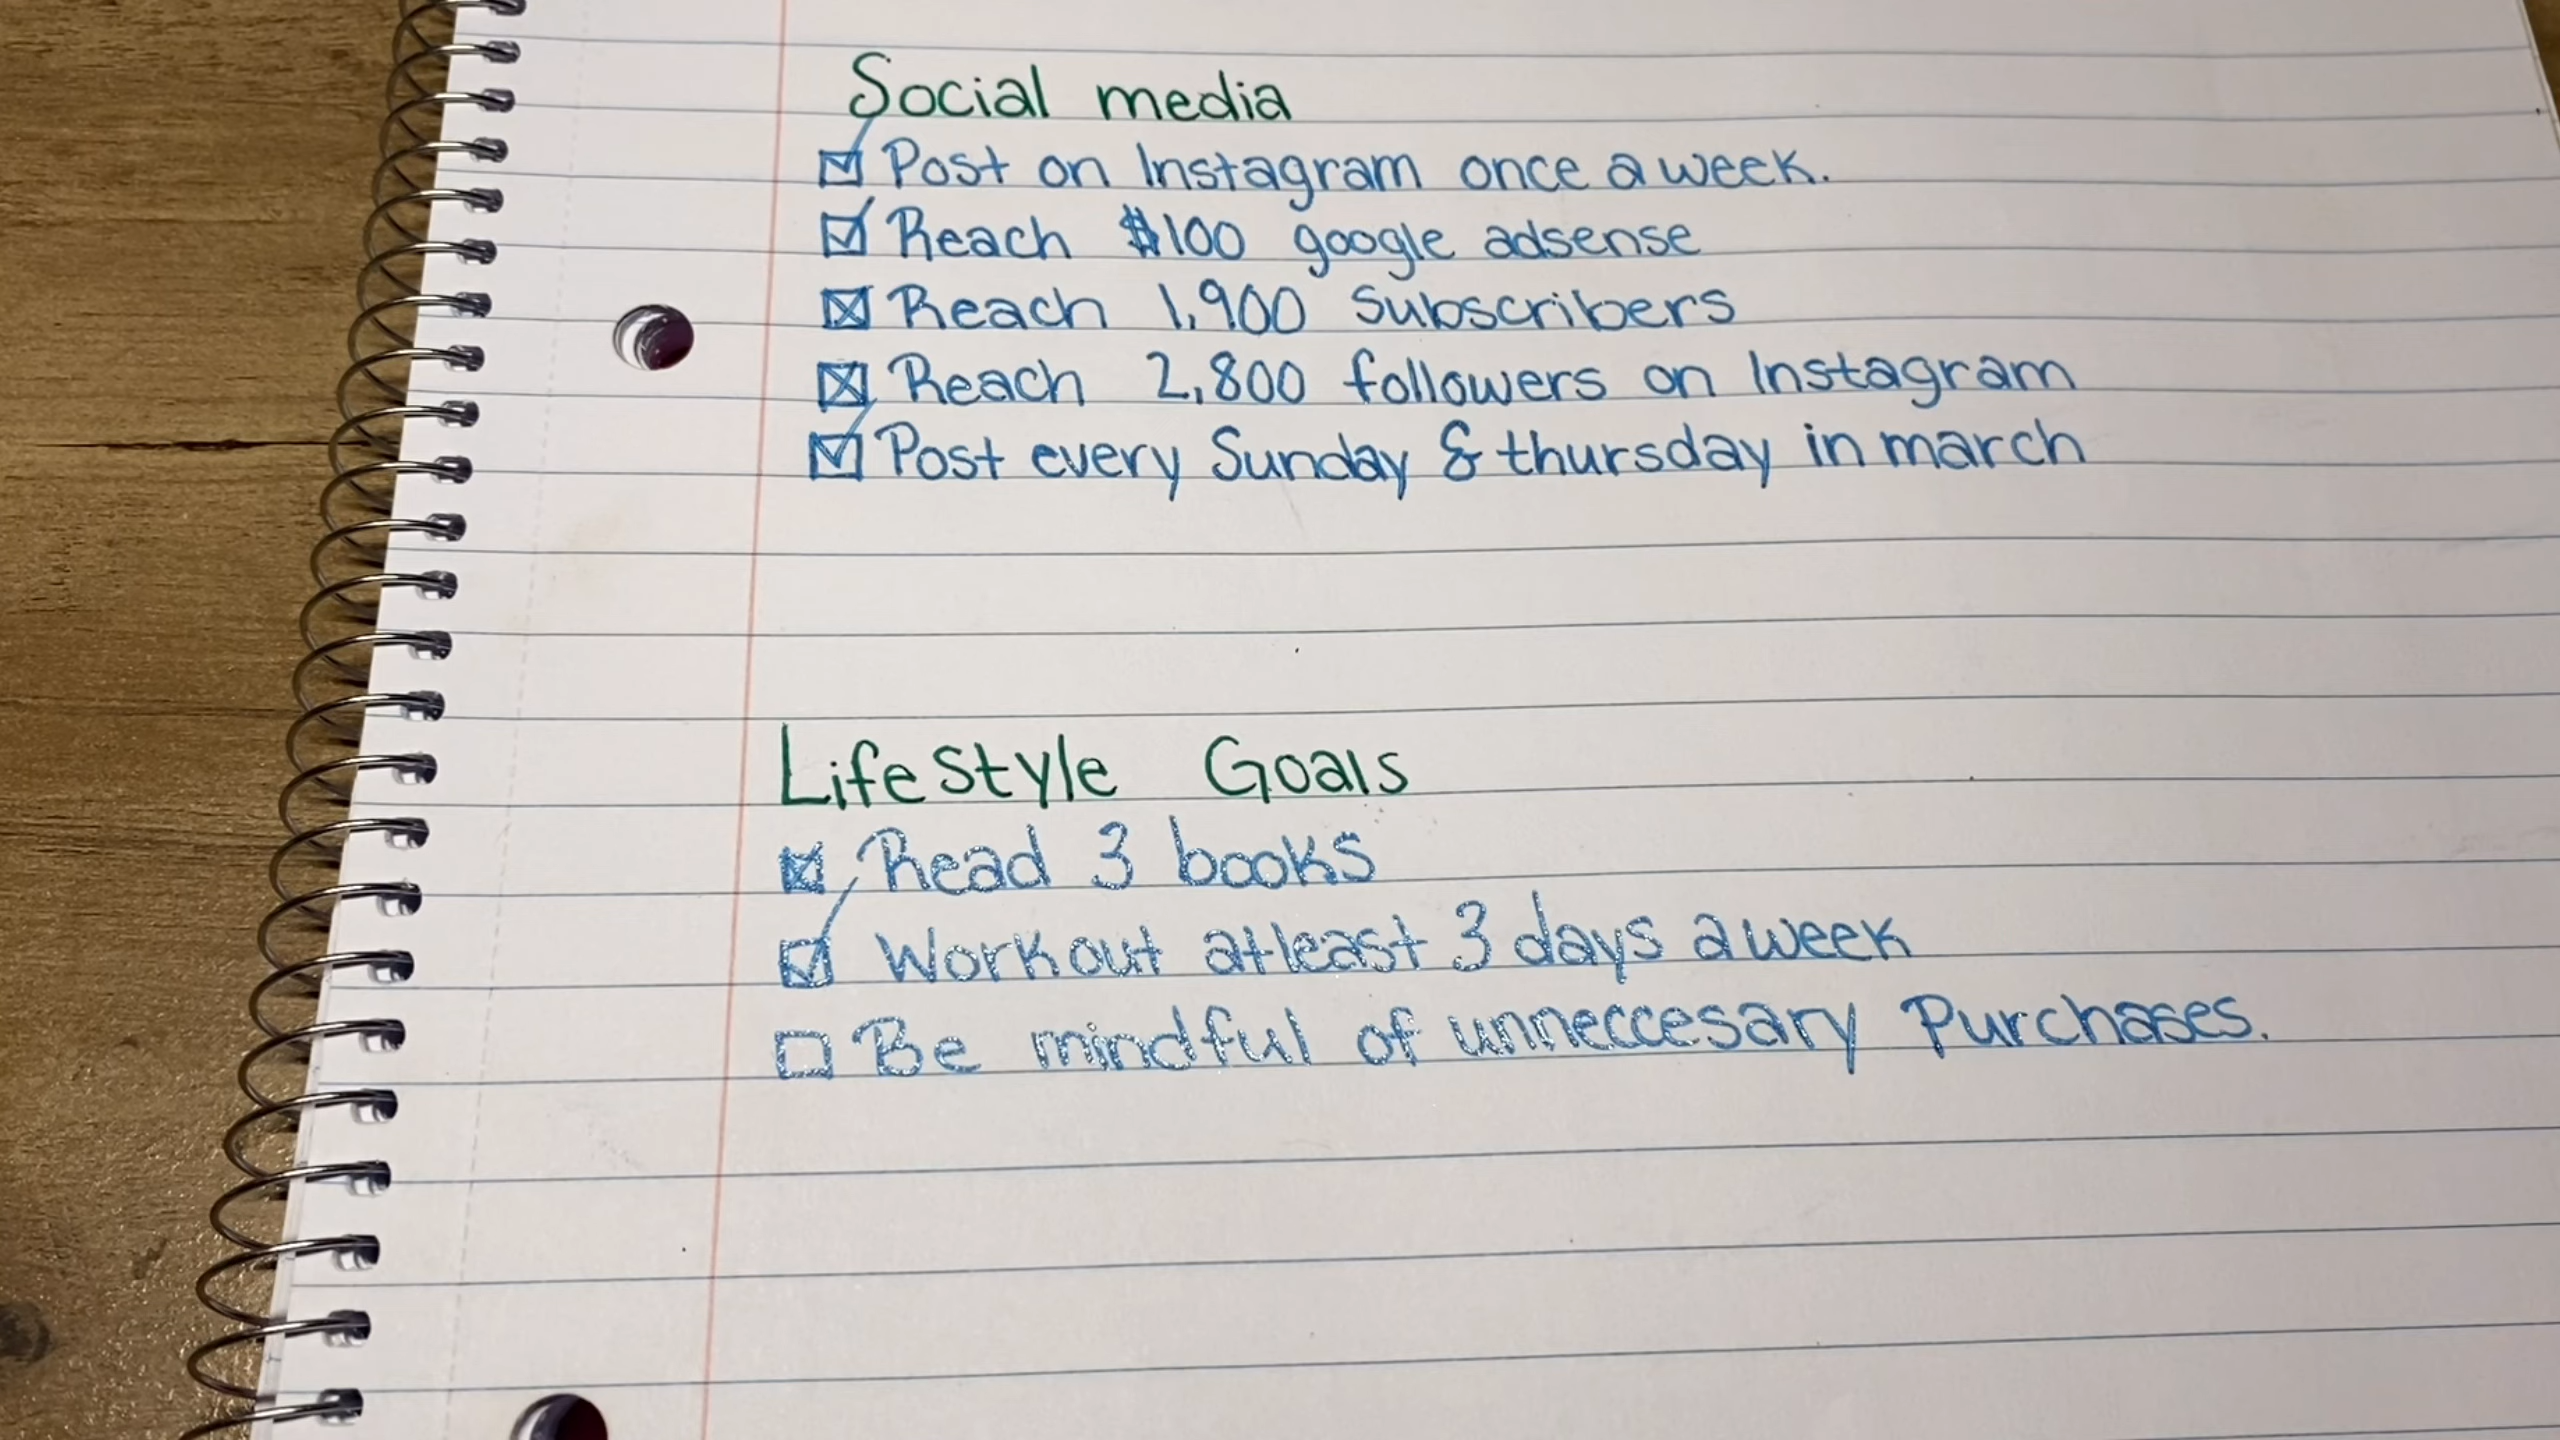 Social media
☑ Post on Instagram once a week.
☑ Reach $100 google adsense
☒ Reach 1,900 Subscribers
☒ Reach 2,800 followers on Instagram
☑ Post every Sunday & thursday in march
Lifestyle Goals
☒ Read 3 books
☑ Workout atleast 3 days a week
☐ Be mindful of unneccesary Purchases.